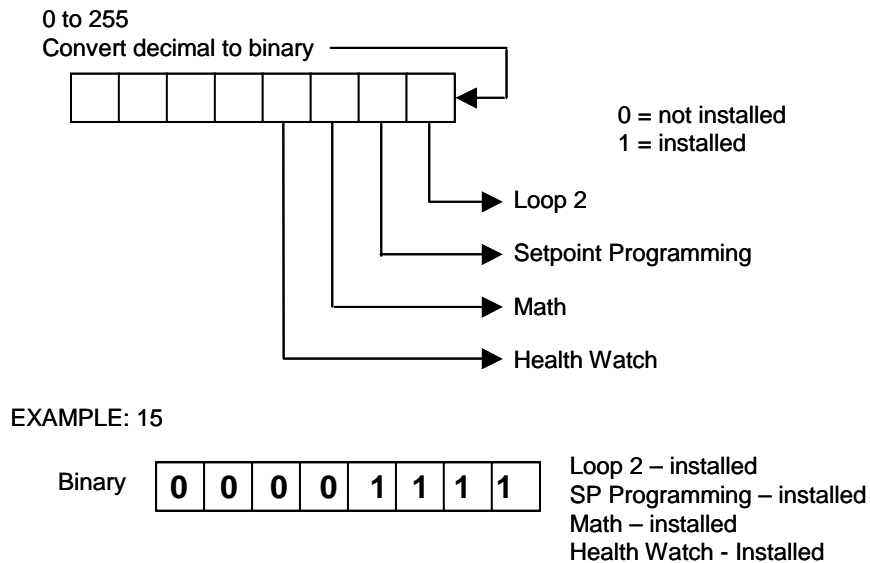 0 to 255
Convert decimal to binary
0 = not installed
1 = installed
Loop 2
Setpoint Programming
Math
Health Watch
EXAMPLE: 15
Binary 0 0 0 0 1 1 1 1
Loop 2 – installed
SP Programming – installed
Math – installed
Health Watch - Installed